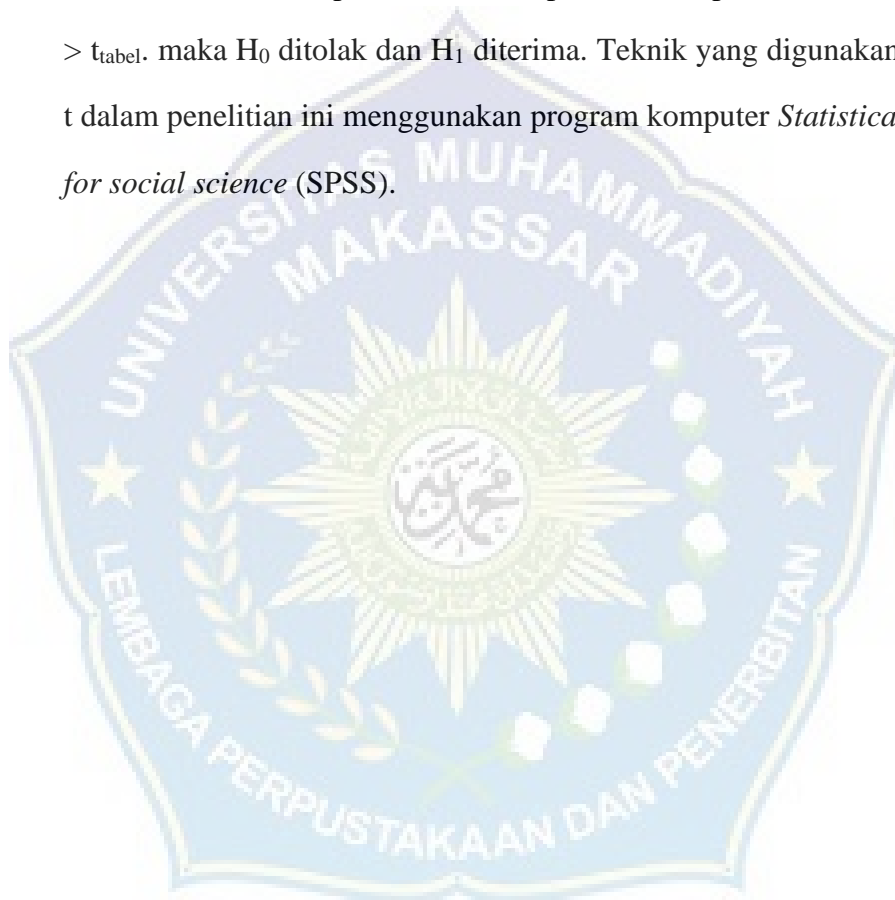 > t_tabel. maka H₀ ditolak dan H₁ diterima. Teknik yang digunakan
t dalam penelitian ini menggunakan program komputer Statistica
for social science (SPSS).
UNIVERSITAS MUHAMMADIYAH
MAKASSAR
LEMBAGA PERPUSTAKAAN DAN PENERBITAN